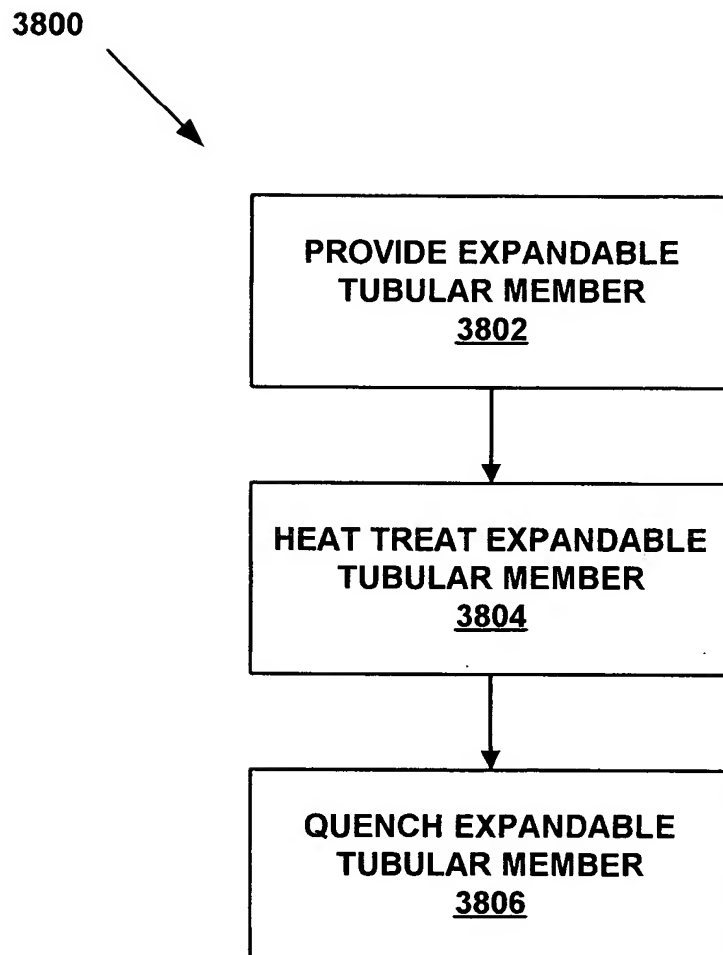 3800
PROVIDE EXPANDABLE
TUBULAR MEMBER
3802
HEAT TREAT EXPANDABLE
TUBULAR MEMBER
3804
QUENCH EXPANDABLE
TUBULAR MEMBER
3806